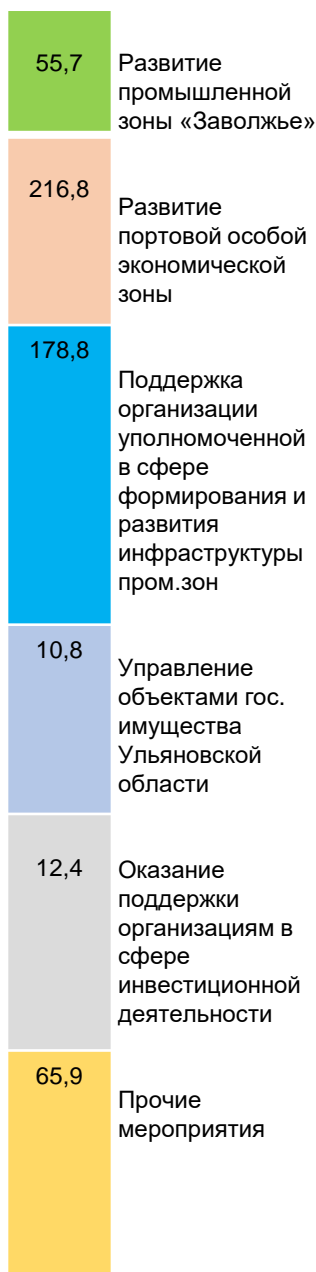 55,7
Развитие
промышленной
зоны «Заволжье»
216,8
Развитие
портовой особой
экономической
зоны
178,8
Поддержка
организации
уполномоченной
в сфере
формирования и
развития
инфраструктуры
пром.зон
10,8
Управление
объектами гос.
имущества
Ульяновской
области
12,4
Оказание
поддержки
организациям в
сфере
инвестиционной
деятельности
65,9
Прочие
мероприятия